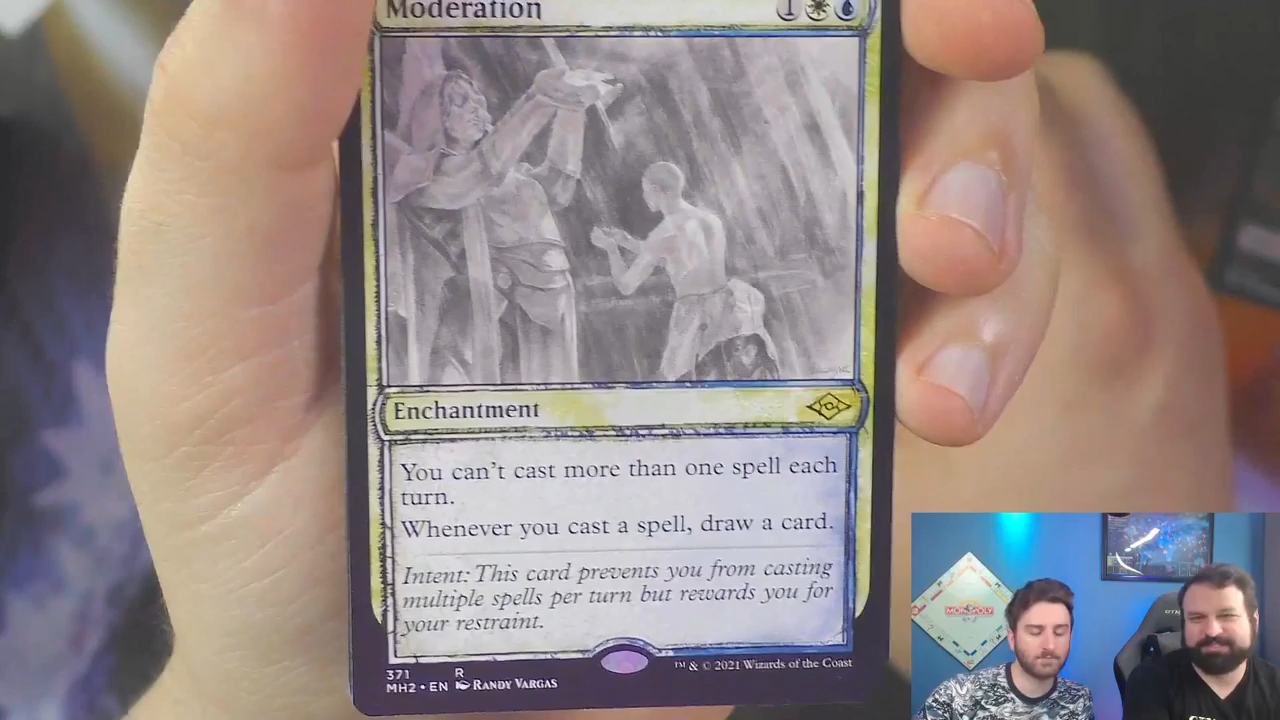 Moderation 1
Enchantment
You can't cast more than one spell each
turn.
Whenever you cast a spell, draw a card.
Intent: This card prevents you from casting
multiple spells per turn but rewards you for
your restraint.
371 R
MH2 • EN RANDY VARGAS
™ & © 2021 Wizards of the Coast
MONOPOLY